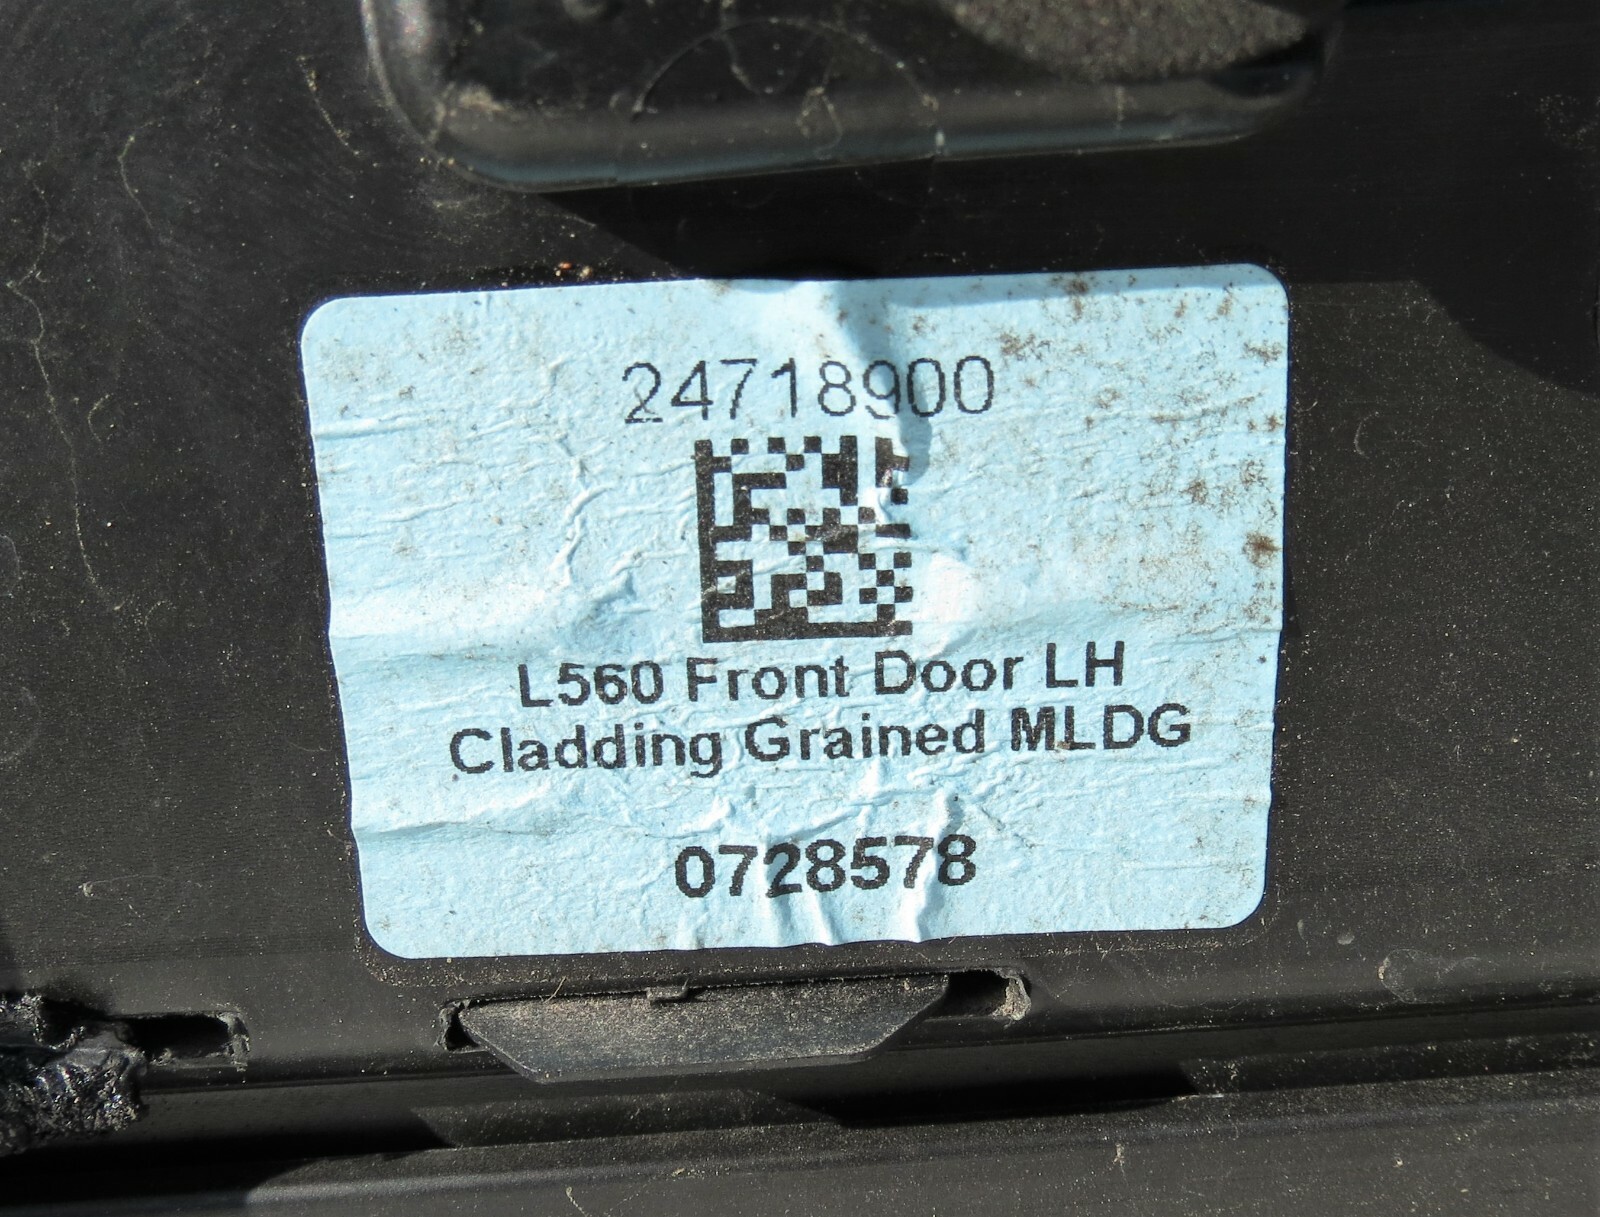 24718900
L560 Front Door LH
Cladding Grained MLDG
0728578